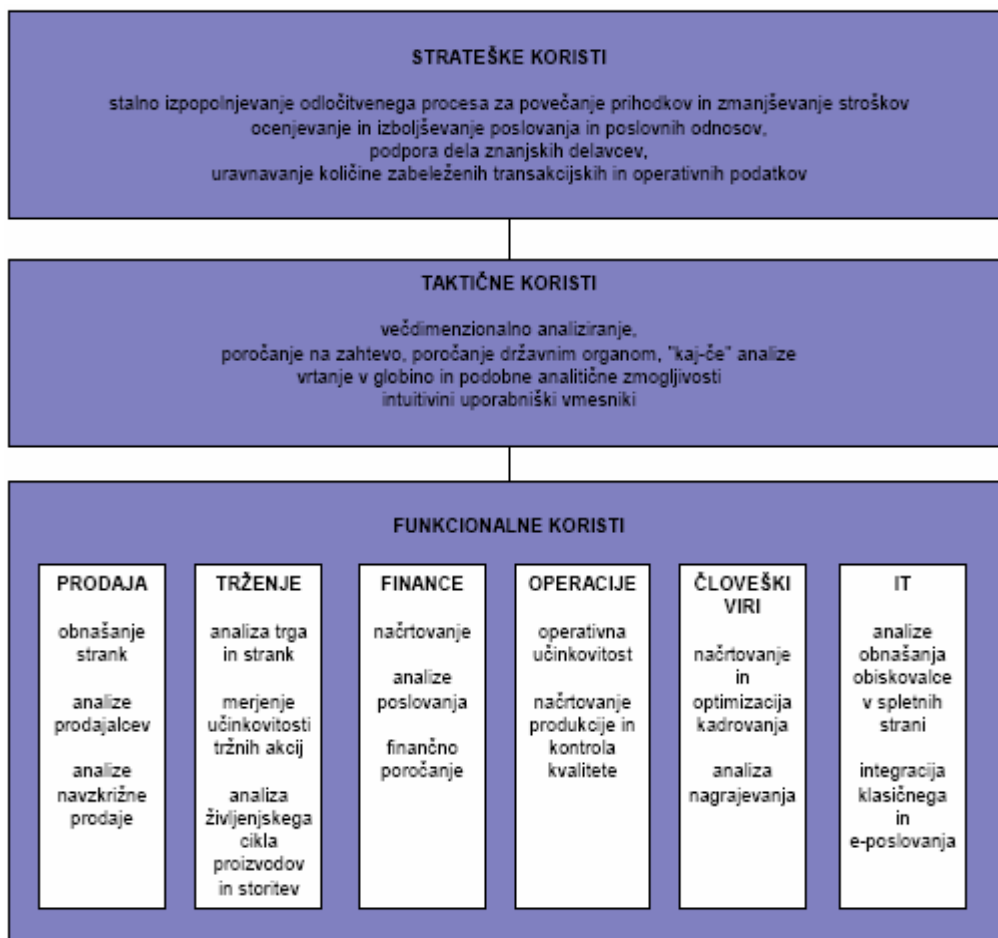 STRATEŠKE KORISTI
stalno izpopolnjevanje odločitvenega procesa za povečanje prihodkov in zmanjševanje stroškov
ocenjevanje in izboljševanje poslovanja in poslovnih odnosov,
podpora dela znanjskih delavcev,
uravnavanje količine zabeleženih transakcijskih in operativnih podatkov
TAKTIČNE KORISTI
večdimenzionalno analiziranje,
poročanje na zahtevo, poročanje državnim organom, "kaj-če" analize
vrtanje v globino in podobne analitične zmogljivosti
intuitivini uporabniški vmesniki
FUNKCIONALNE KORISTI
PRODAJA
obnašanje
strank
analize
prodajalcev
analize
navzkrižne
prodaje
TRŽENJE
analiza trga
in strank
merjenje
učinkovitosti
tržnih akcij
analiza
življenjskega
cikla
proizvodov
in storitev
FINANCE
načrtovanje
analize
poslovanja
finančno
poročanje
OPERACIJE
operativna
učinkovitost
načrtovanje
produkcije in
kontrola
kvalitete
ČLOVEŠKI
VIRI
načrtovanje
in
optimizacija
kadrovanja
analiza
nagrajevanja
IT
analize
obnašanja
obiskovalce
v spletnih
strani
integracija
klasičnega
in
e-poslovanja